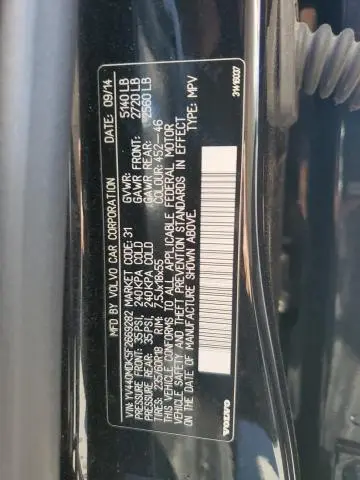 MFD BY VOLVO CAR CORPORATION DATE: 09/14
GVWR: 5140 LB
GAWR FRONT: 2720 LB
GAWR REAR: 2560 LB
MARKET CODE: 31 COLOUR: 452-46
PRESSURE FRONT: 35PSI, 240KPA COLD TYPE: MPV
PRESSURE REAR: 35PSI, 240KPA COLD
TIRES: 235/60R18 RIM: 7.5Jx18x55
THIS VEHICLE CONFORMS TO ALL APPLICABLE FEDERAL MOTOR
VEHICLE SAFETY AND THEFT PREVENTION STANDARDS IN EFFECT
ON THE DATE OF MANUFACTURE SHOWN ABOVE.
VOLVO 31416037